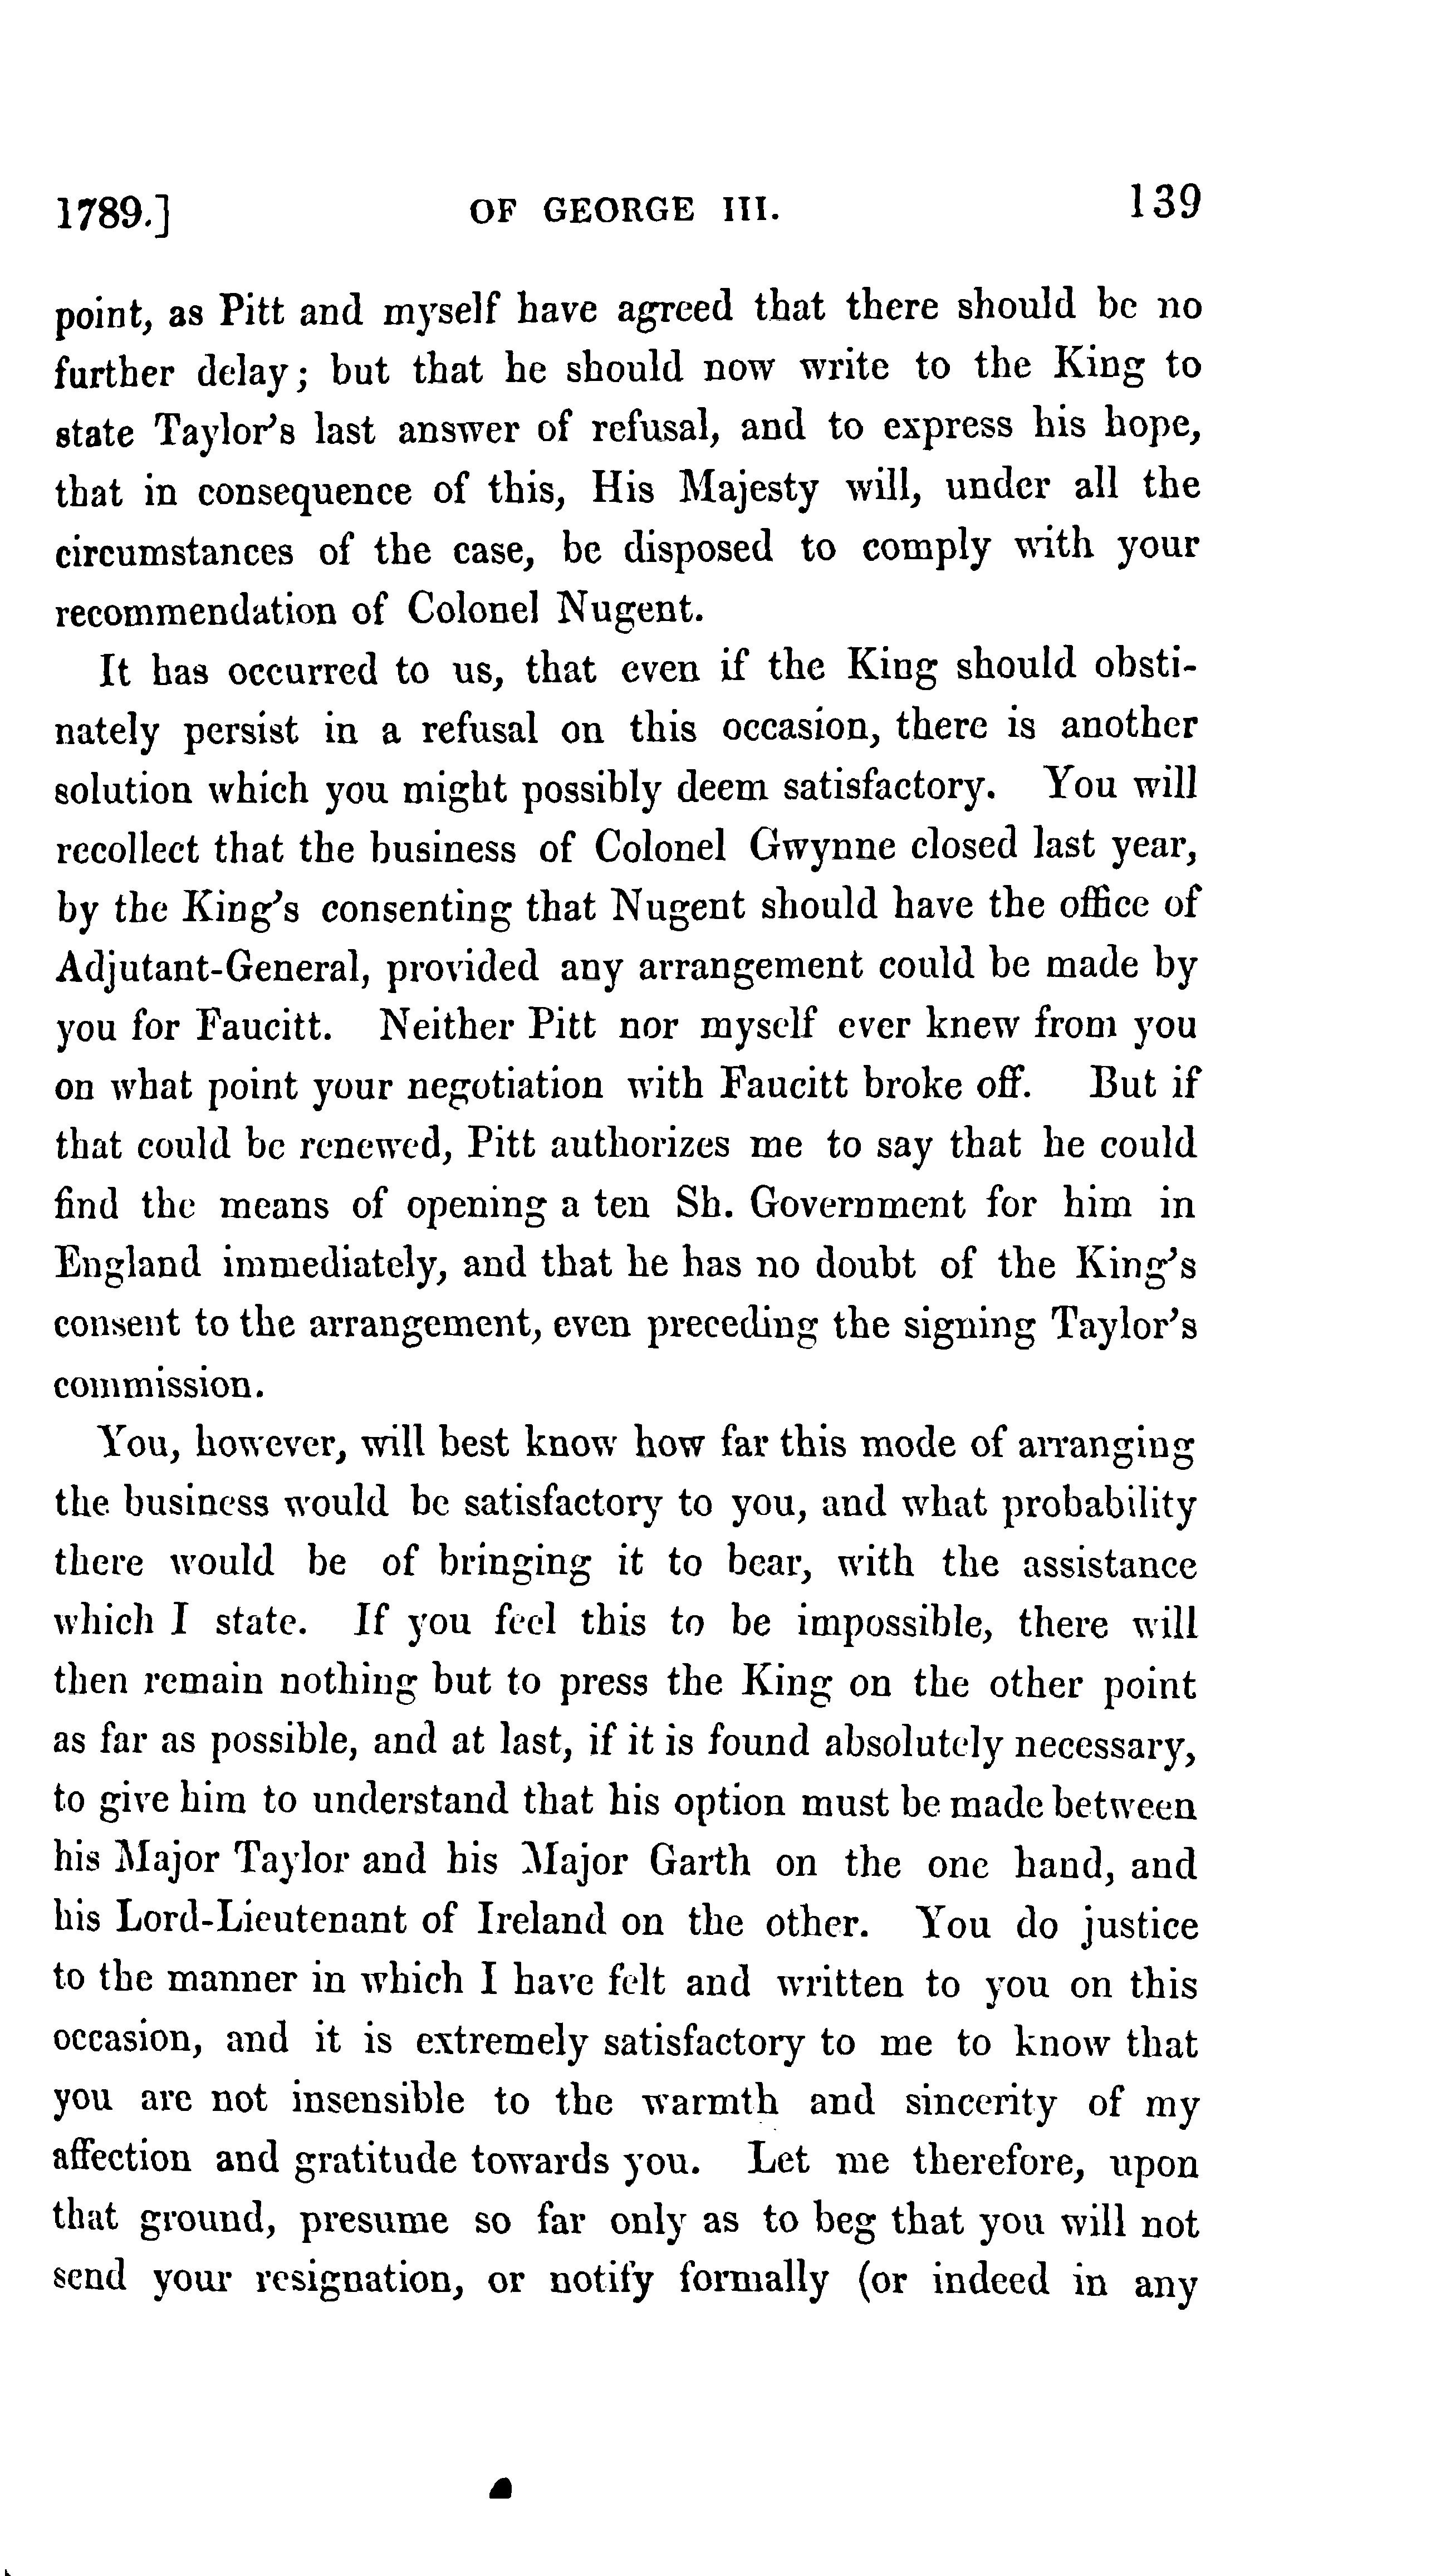 1789.] OF GEORGE III. 139
point, as Pitt and myself have agreed that there should be no
further delay; but that he should now write to the King to
state Taylor's last answer of refusal, and to express his hope,
that in consequence of this, His Majesty will, under all the
circumstances of the case, be disposed to comply with your
recommendation of Colonel Nugent.
It has occurred to us, that even if the King should obsti-
nately persist in a refusal on this occasion, there is another
solution which you might possibly deem satisfactory. You will
recollect that the business of Colonel Gwynne closed last year,
by the King's consenting that Nugent should have the office of
Adjutant-General, provided any arrangement could be made by
you for Faucitt. Neither Pitt nor myself ever knew from you
on what point your negotiation with Faucitt broke off. But if
that could be renewed, Pitt authorizes me to say that he could
find the means of opening a ten Sh. Government for him in
England immediately, and that he has no doubt of the King's
consent to the arrangement, even preceding the signing Taylor's
commission.
You, however, will best know how far this mode of arranging
the business would be satisfactory to you, and what probability
there would be of bringing it to bear, with the assistance
which I state. If you feel this to be impossible, there will
then remain nothing but to press the King on the other point
as far as possible, and at last, if it is found absolutely necessary,
to give him to understand that his option must be made between
his Major Taylor and his Major Garth on the one hand, and
his Lord-Lieutenant of Ireland on the other. You do justice
to the manner in which I have felt and written to you on this
occasion, and it is extremely satisfactory to me to know that
you are not insensible to the warmth and sincerity of my
affection and gratitude towards you. Let me therefore, upon
that ground, presume so far only as to beg that you will not
send your resignation, or notify formally (or indeed in any